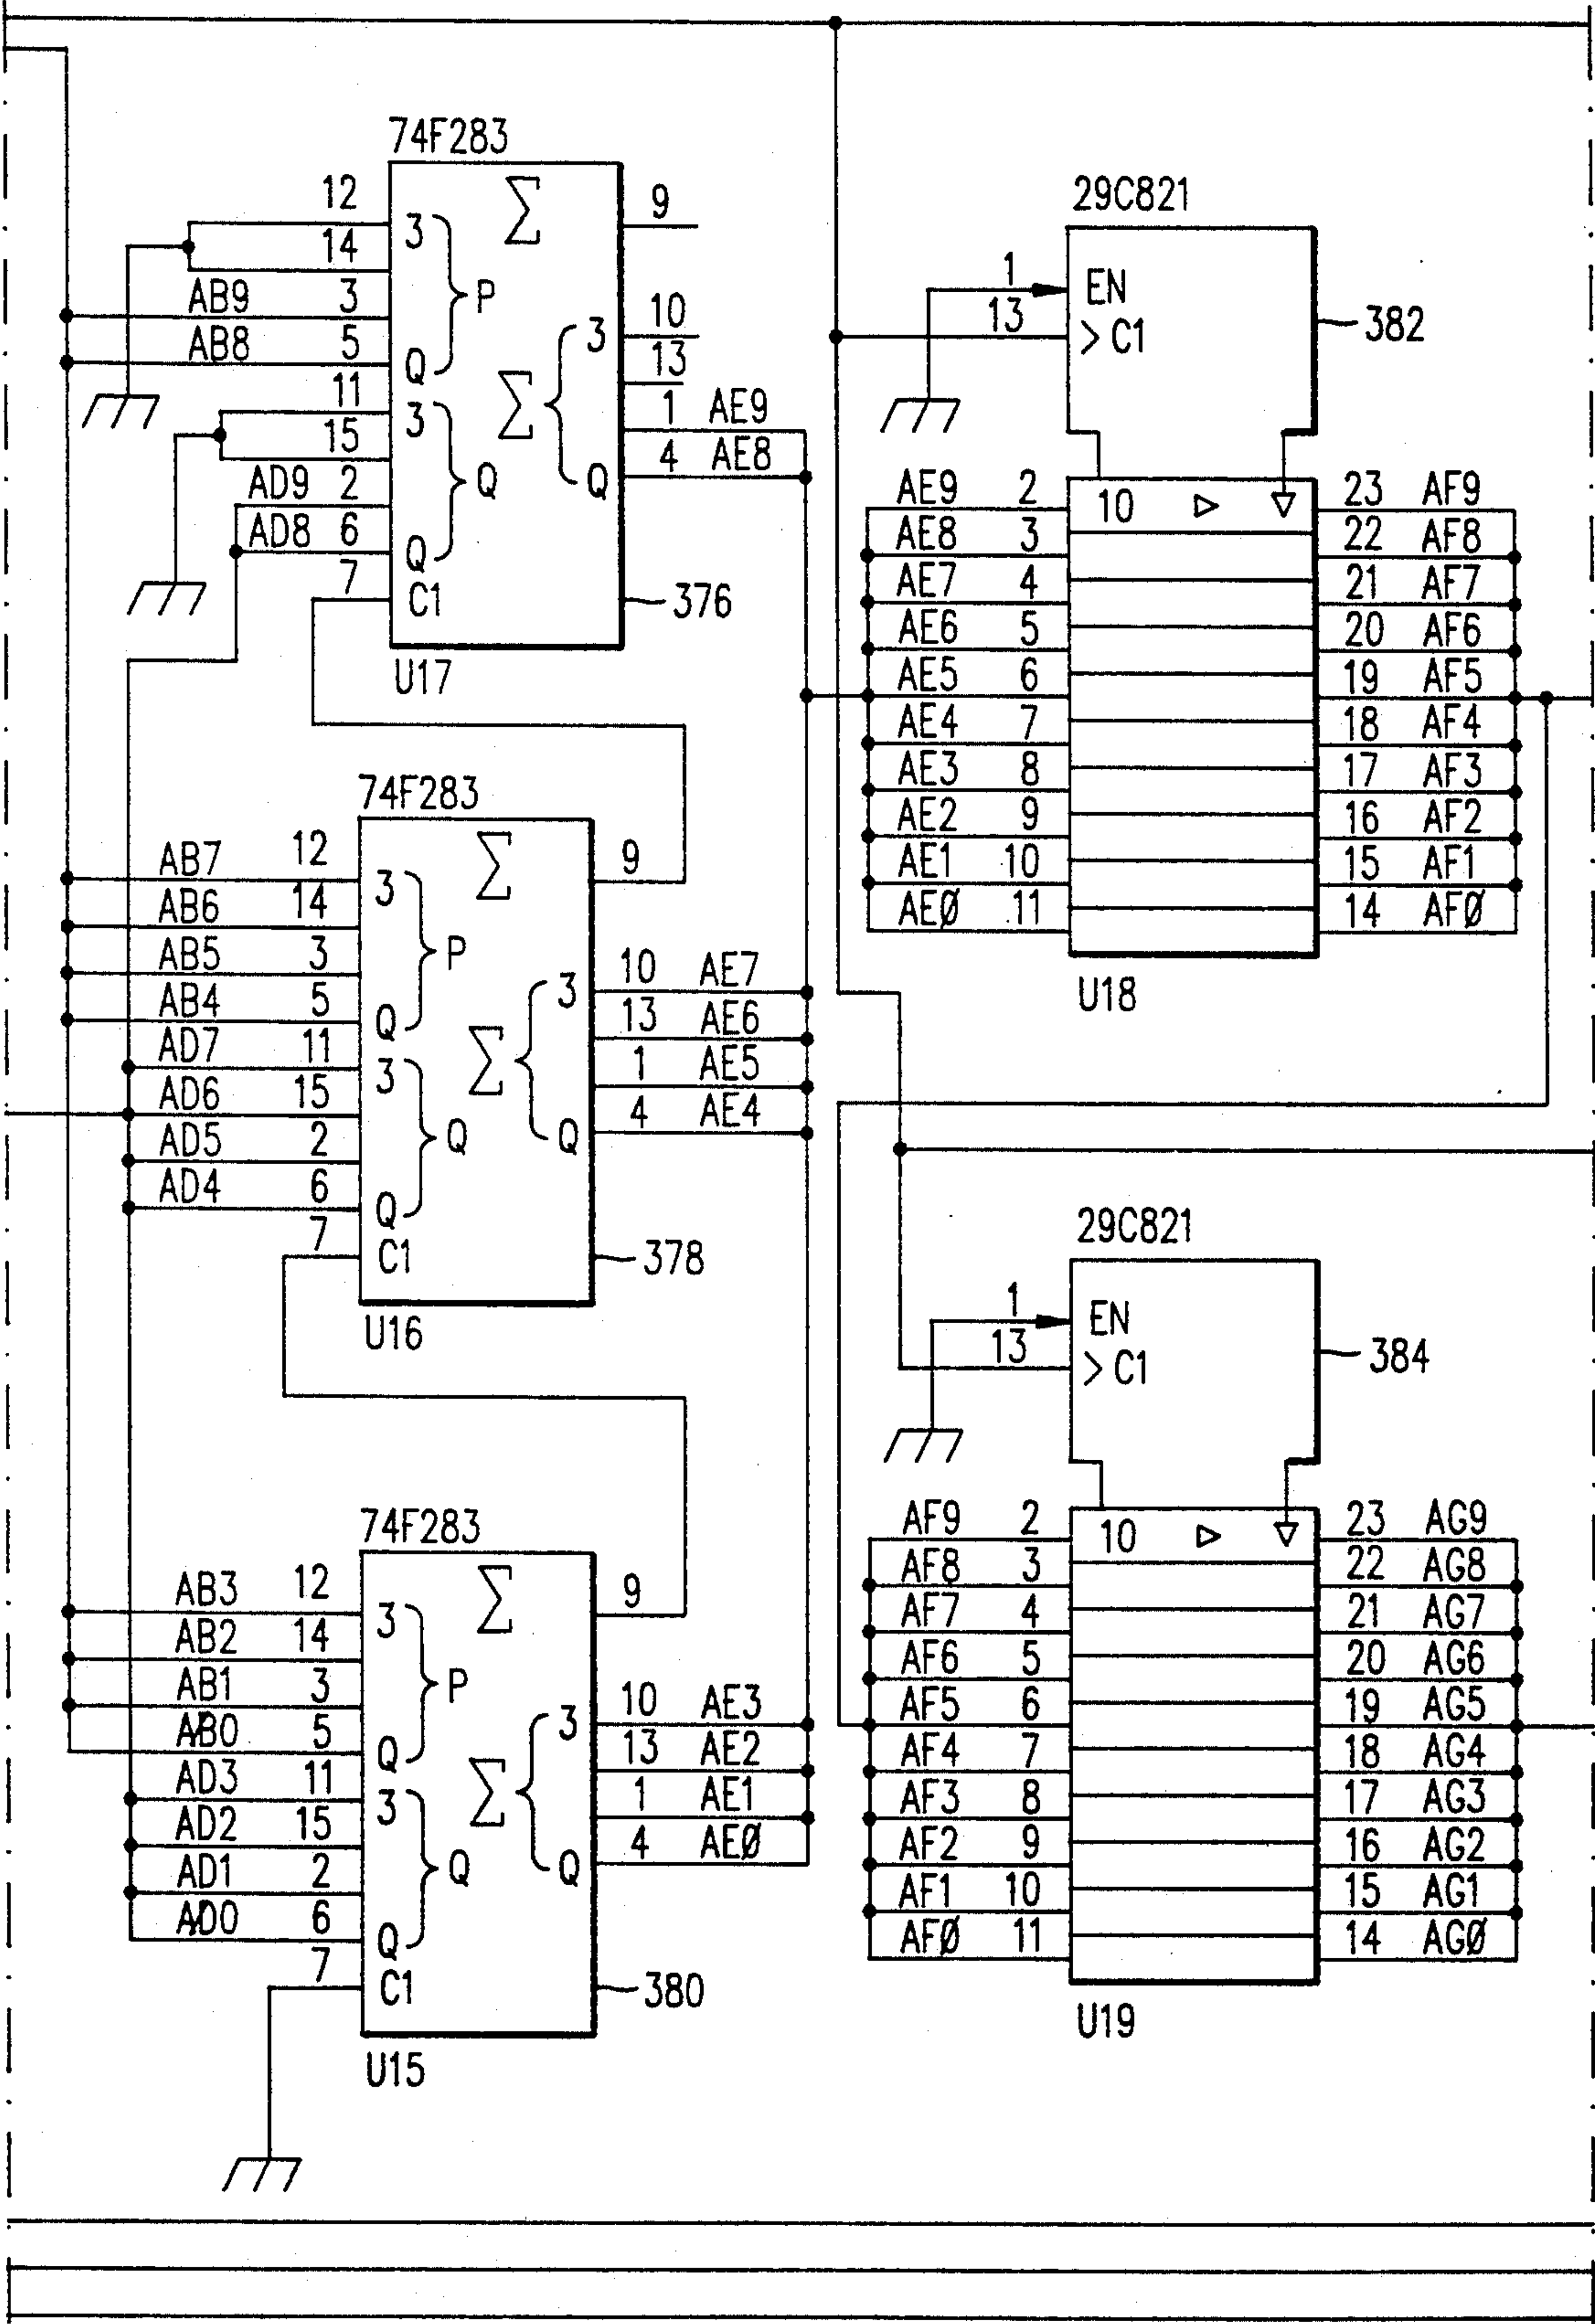 74F283
12 3 Σ 9
14
AB9 3 P
AB8 5 Q
10 3
13
11 3 Σ
15
1 AE9
4 AE8 Q
AD9 2 Q
AD8 6 Q
7 C1
376
U17
74F283
AB7 12 3 Σ 9
AB6 14
AB5 3 P
AB4 5 Q
3 10 AE7
Σ 13 AE6
AD7 11 3
1 AE5
AD6 15
Q 4 AE4
AD5 2 Q
AD4 6 Q
7 C1
378
U16
74F283
AB3 12 3 Σ 9
AB2 14
AB1 3 P
AB0 5 Q
3 10 AE3
Σ 13 AE2
AD3 11 3
1 AE1
AD2 15
Q 4 AEØ
AD1 2 Q
AD0 6 Q
7 C1
380
U15
29C821
1 EN
13 >C1
382
AE9 2 10 23 AF9
AE8 3 22 AF8
AE7 4 21 AF7
AE6 5 20 AF6
AE5 6 19 AF5
AE4 7 18 AF4
AE3 8 17 AF3
AE2 9 16 AF2
AE1 10 15 AF1
AEØ 11 14 AFØ
U18
29C821
1 EN
13 >C1
384
AF9 2 10 23 AG9
AF8 3 22 AG8
AF7 4 21 AG7
AF6 5 20 AG6
AF5 6 19 AG5
AF4 7 18 AG4
AF3 8 17 AG3
AF2 9 16 AG2
AF1 10 15 AG1
AFØ 11 14 AGØ
U19